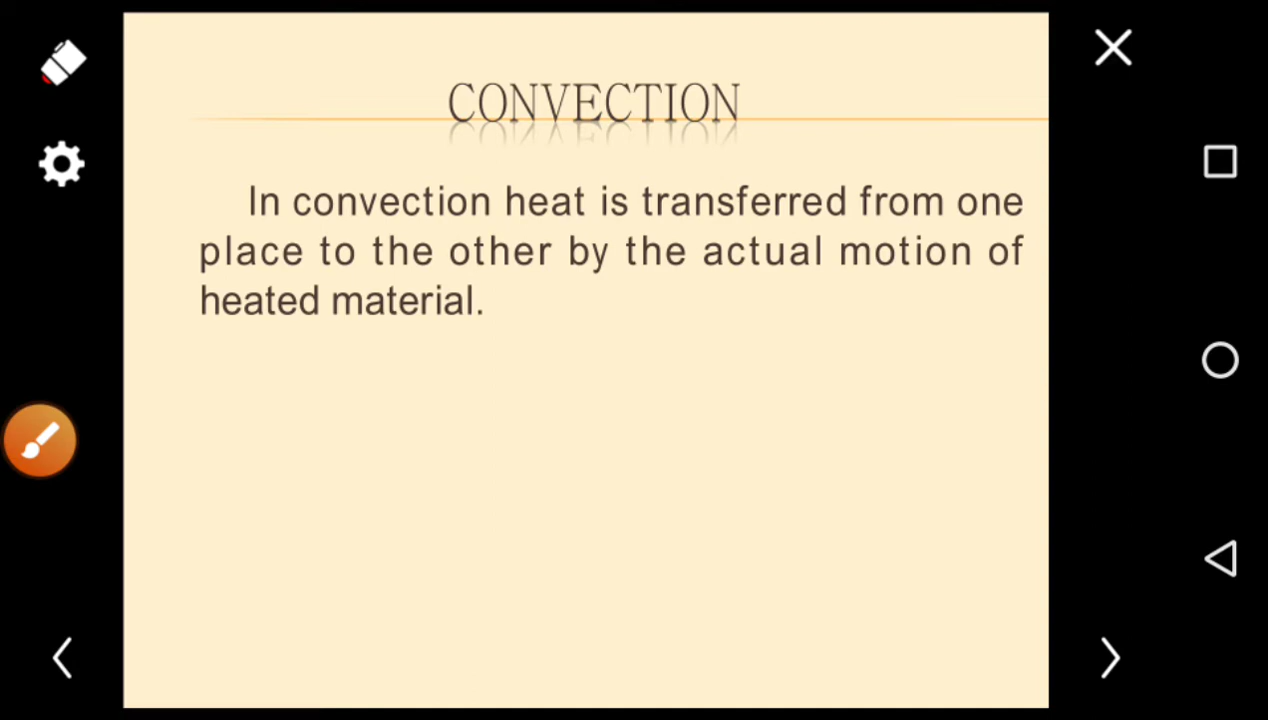 CONVECTION
In convection heat is transferred from one
place to the other by the actual motion of
heated material.